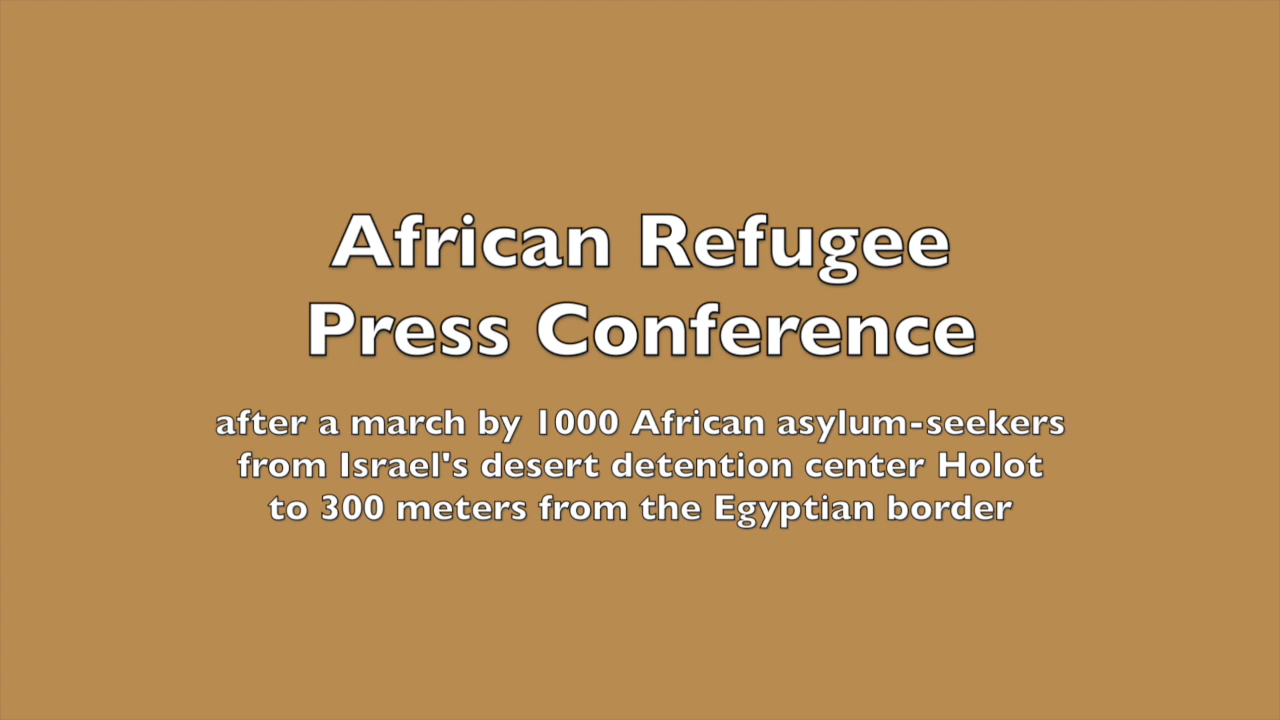 African Refugee
Press Conference
after a march by 1000 African asylum-seekers
from Israel's desert detention center Holot
to 300 meters from the Egyptian border